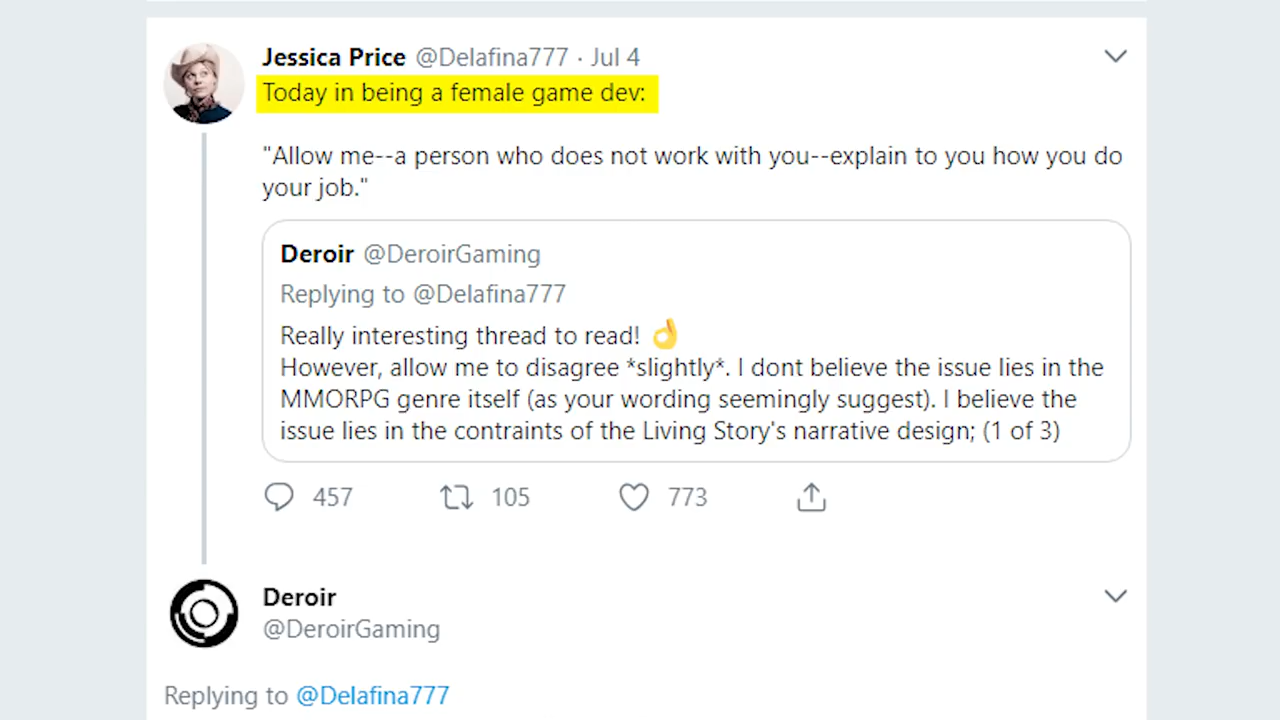 Jessica Price @Delafina777 · Jul 4
Today in being a female game dev:
"Allow me--a person who does not work with you--explain to you how you do
your job."
Deroir @DeroirGaming
Replying to @Delafina777
Really interesting thread to read! 👌
However, allow me to disagree *slightly*. I dont believe the issue lies in the
MMORPG genre itself (as your wording seemingly suggest). I believe the
issue lies in the contraints of the Living Story's narrative design; (1 of 3)
457 105 773
Deroir
@DeroirGaming
Replying to @Delafina777